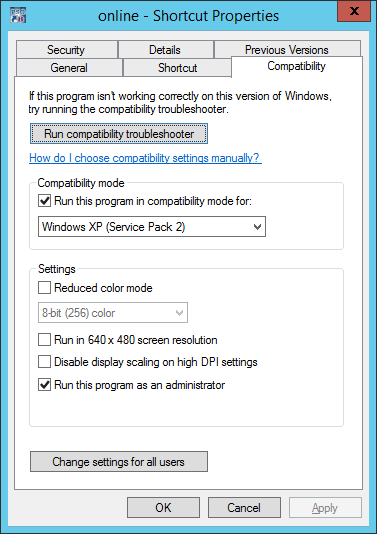 online - Shortcut Properties
Security Details Previous Versions
General Shortcut Compatibility
If this program isn't working correctly on this version of Windows,
try running the compatibility troubleshooter.
Run compatibility troubleshooter
How do I choose compatibility settings manually?
Compatibility mode
Run this program in compatibility mode for:
Windows XP (Service Pack 2)
Settings
Reduced color mode
8-bit (256) color
Run in 640 x 480 screen resolution
Disable display scaling on high DPI settings
Run this program as an administrator
Change settings for all users
OK Cancel Apply